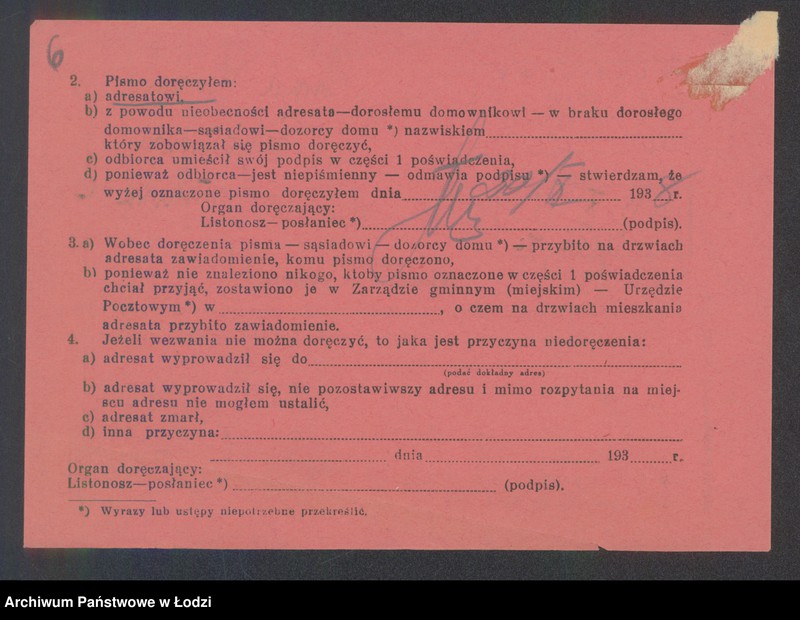 6
2. Pismo doręczyłem:
a) adresatowi,
b) z powodu nieobecności adresata—dorosłemu domownikowi — w braku dorosłego
domownika—sąsiadowi—dozorcy domu *) nazwiskiem
który zobowiązał się pismo doręczyć,
c) odbiorca umieścił swój podpis w części 1 poświadczenia,
d) ponieważ odbiorca—jest niepiśmienny — odmawia podpisu *) — stwierdzam, że
wyżej oznaczone pismo doręczyłem dnia 1938 r.
Organ doręczający:
Listonosz—posłaniec *) (podpis).
3. a) Wobec doręczenia pisma — sąsiadowi — dozorcy domu *) — przybito na drzwiach
adresata zawiadomienie, komu pismo doręczono,
b) ponieważ nie znaleziono nikogo, ktoby pismo oznaczone w części 1 poświadczenia
chciał przyjąć, zostawiono je w Zarządzie gminnym (miejskim) — Urzędzie
Pocztowym *) w , o czem na drzwiach mieszkania
adresata przybito zawiadomienie.
4. Jeżeli wezwania nie można doręczyć, to jaka jest przyczyna niedoręczenia:
a) adresat wyprowadził się do
(podać dokładny adres)
b) adresat wyprowadził się, nie pozostawiwszy adresu i mimo rozpytania na miej-
scu adresu nie mogłem ustalić,
c) adresat zmarł,
d) inna przyczyna:
dnia 193 r.
Organ doręczający:
Listonosz—posłaniec *) (podpis).
*) Wyrazy lub ustępy niepotrzebne przekreślić.
Archiwum Państwowe w Łodzi